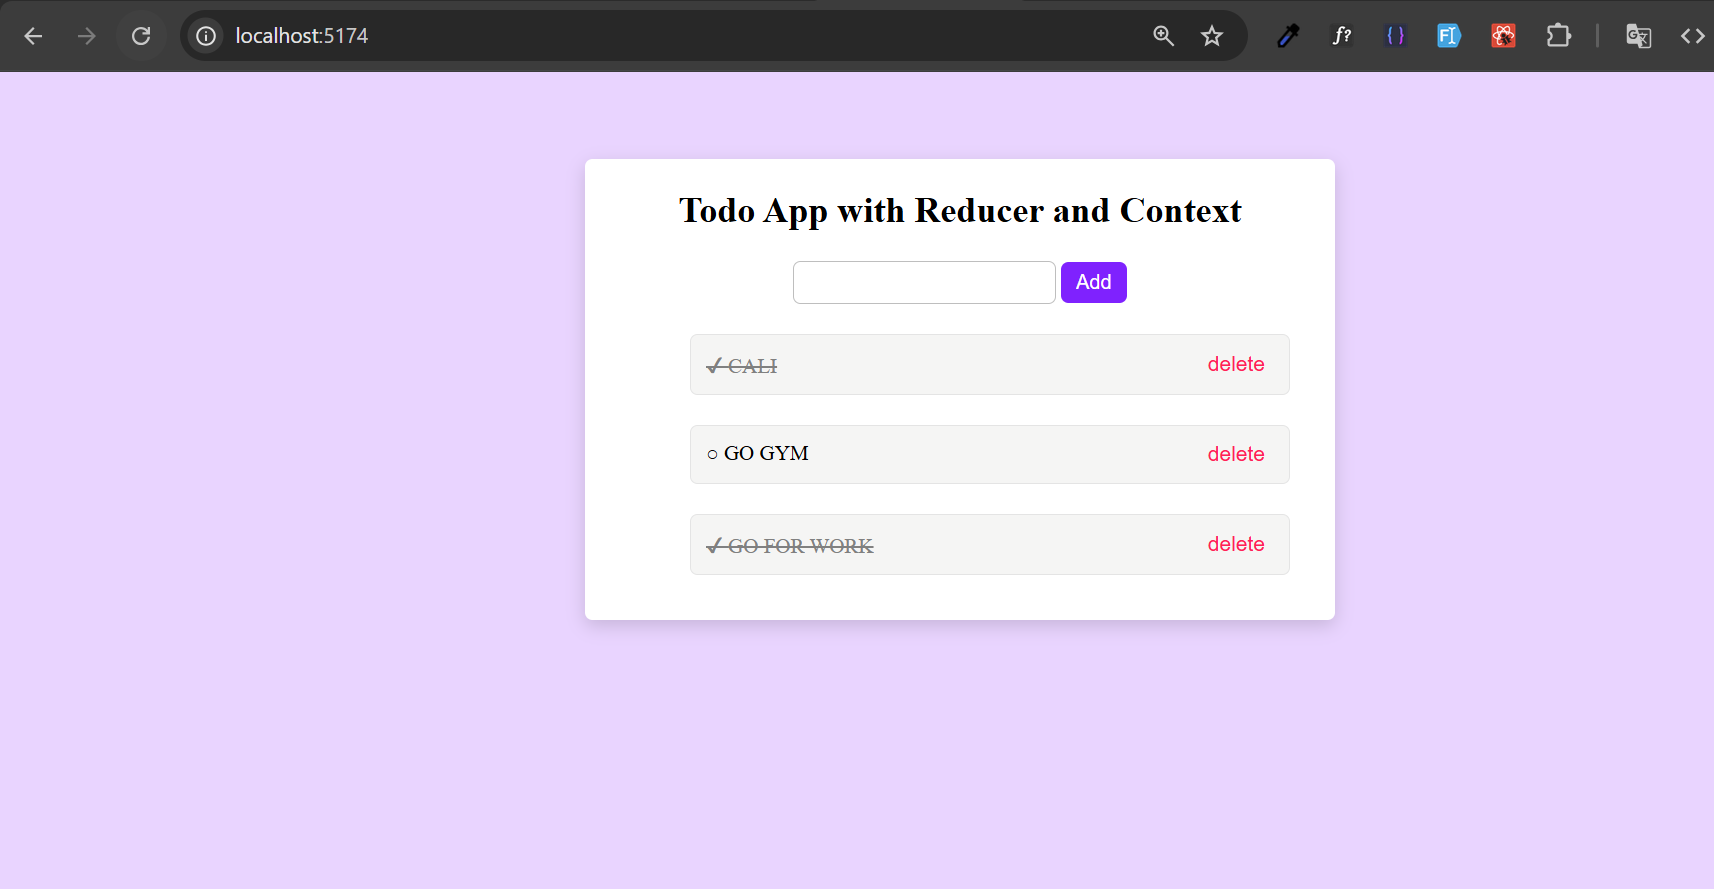 localhost:5174
Todo App with Reducer and Context
Add
✓ CALI delete
○ GO GYM delete
✓ GO FOR WORK delete